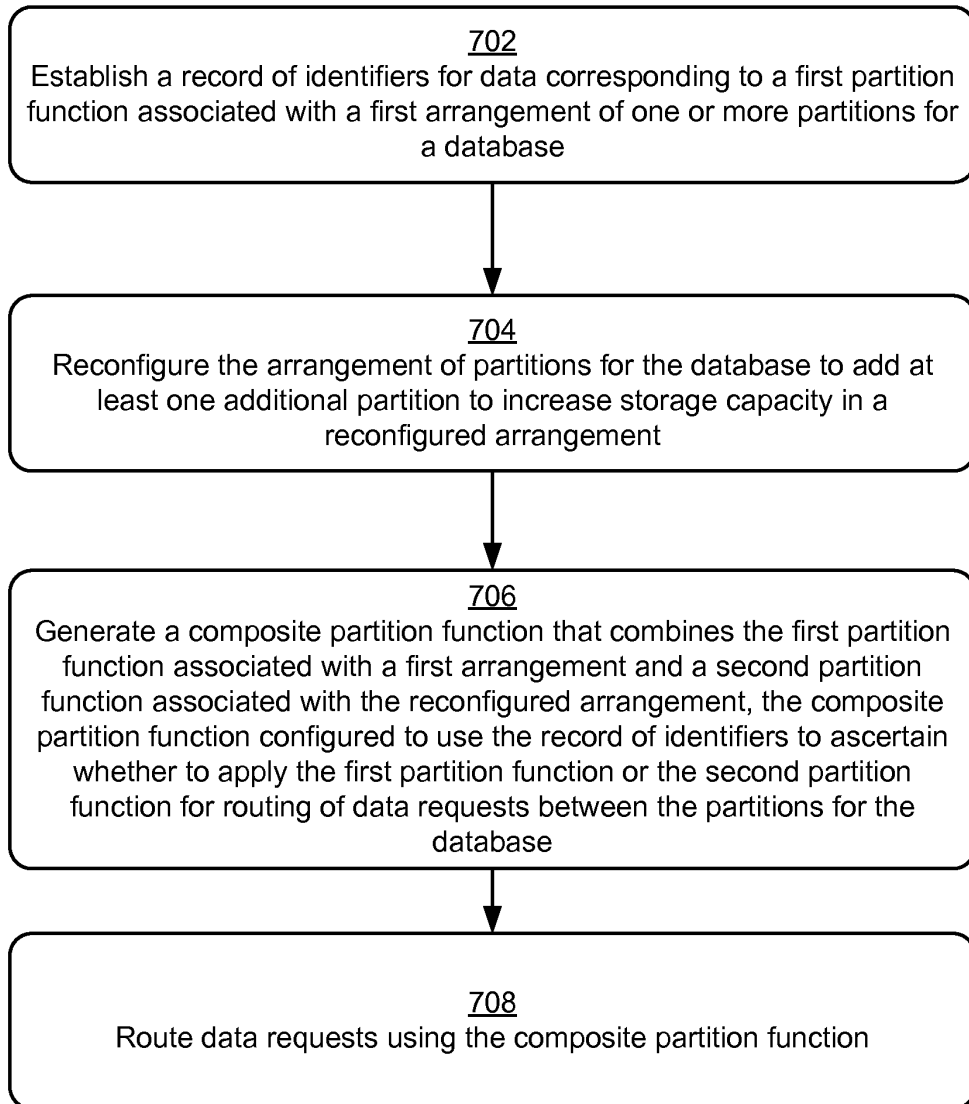 702
Establish a record of identifiers for data corresponding to a first partition
function associated with a first arrangement of one or more partitions for
a database
704
Reconfigure the arrangement of partitions for the database to add at
least one additional partition to increase storage capacity in a
reconfigured arrangement
706
Generate a composite partition function that combines the first partition
function associated with a first arrangement and a second partition
function associated with the reconfigured arrangement, the composite
partition function configured to use the record of identifiers to ascertain
whether to apply the first partition function or the second partition
function for routing of data requests between the partitions for the
database
708
Route data requests using the composite partition function